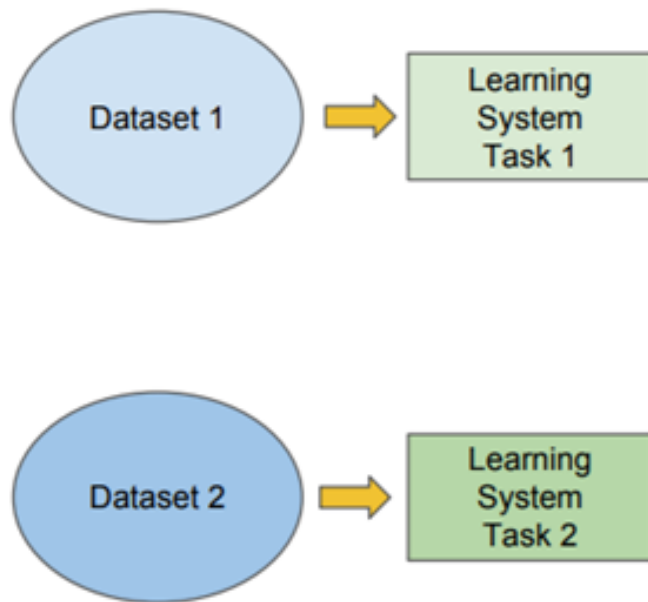 Dataset 1
Learning
System
Task 1
Dataset 2
Learning
System
Task 2